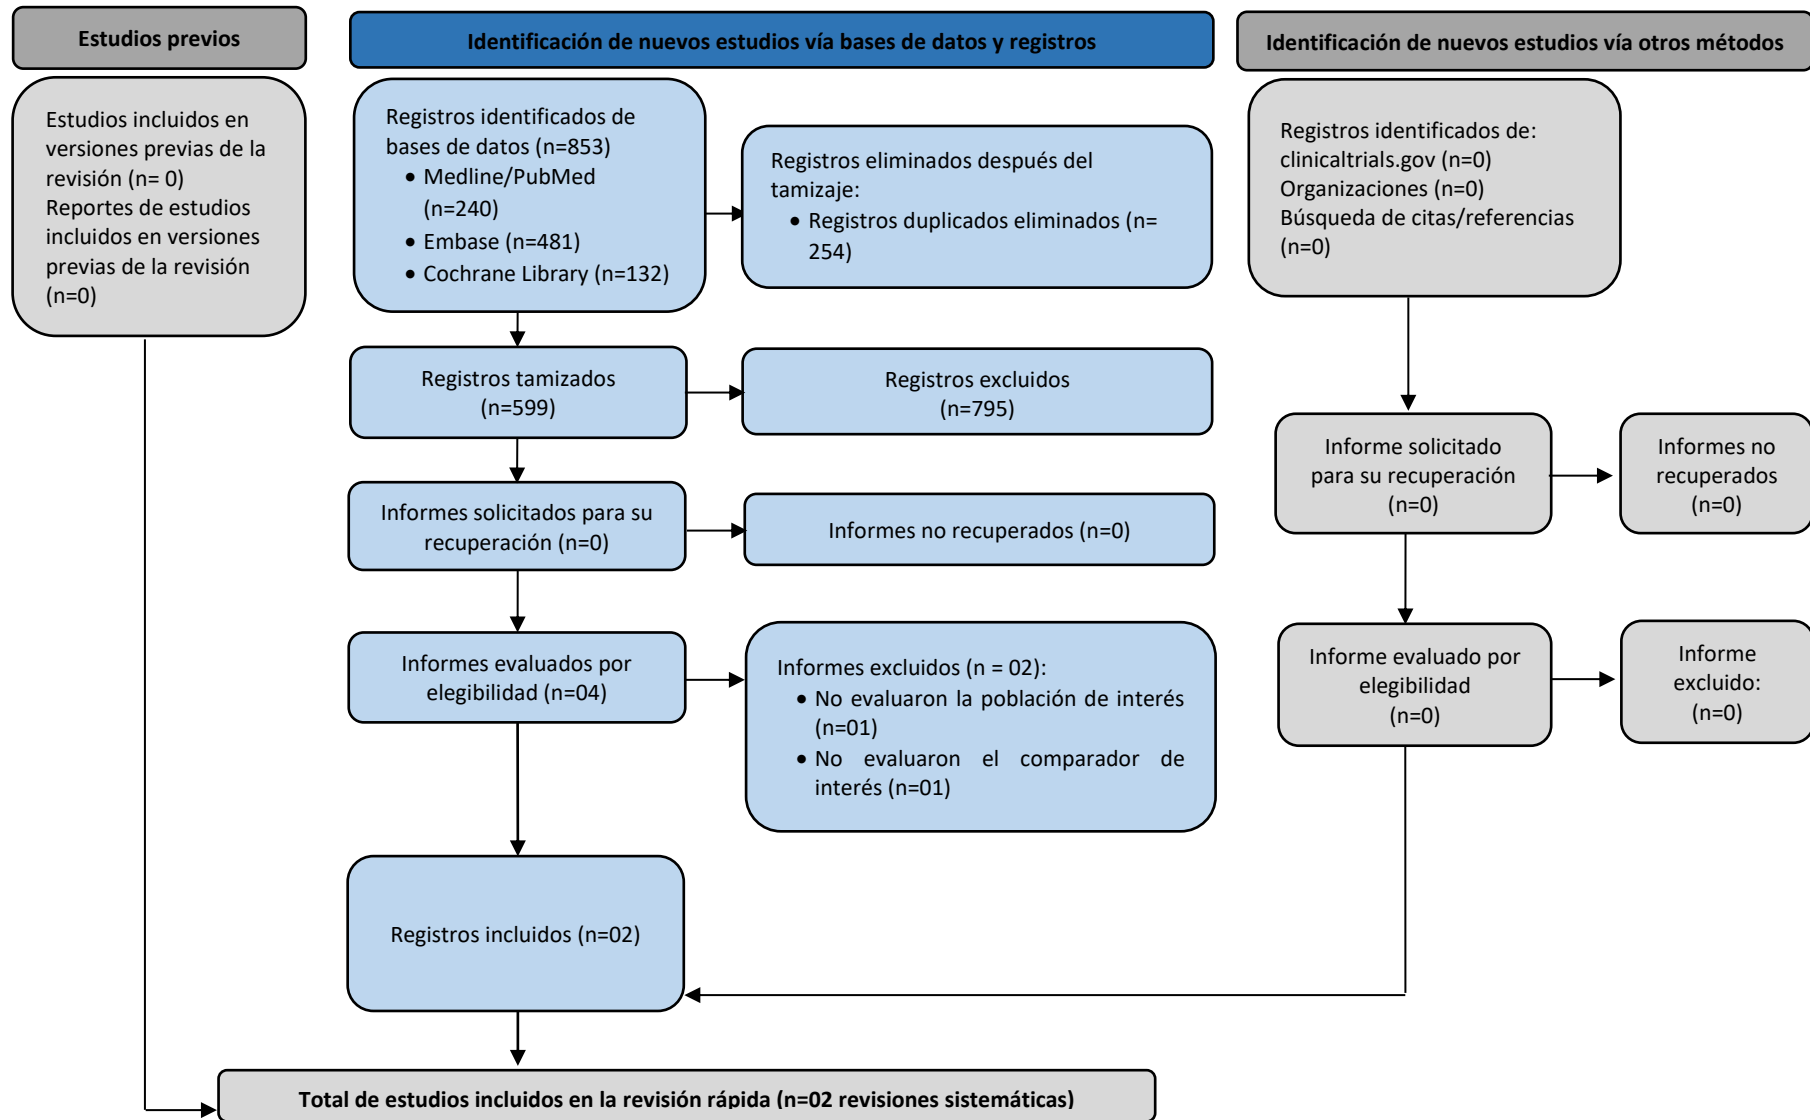 Estudios previos
Estudios incluidos en
versiones previas de la
revisión (n= 0)
Reportes de estudios
incluidos en versiones
previas de la revisión
(n=0)
Identificación de nuevos estudios vía bases de datos y registros
Registros identificados de
bases de datos (n=853)
• Medline/PubMed
(n=240)
• Embase (n=481)
• Cochrane Library (n=132)
Registros eliminados después del
tamizaje:
• Registros duplicados eliminados (n=
254)
Registros tamizados
(n=599)
Registros excluidos
(n=795)
Informes solicitados para su
recuperación (n=0)
Informes no recuperados (n=0)
Informes evaluados por
elegibilidad (n=04)
Informes excluidos (n = 02):
• No evaluaron la población de interés
(n=01)
• No evaluaron el comparador de
interés (n=01)
Registros incluidos (n=02)
Identificación de nuevos estudios vía otros métodos
Registros identificados de:
clinicaltrials.gov (n=0)
Organizaciones (n=0)
Búsqueda de citas/referencias
(n=0)
Informe solicitado
para su recuperación
(n=0)
Informes no
recuperados
(n=0)
Informe evaluado por
elegibilidad
(n=0)
Informe
excluido:
(n=0)
Total de estudios incluidos en la revisión rápida (n=02 revisiones sistemáticas)